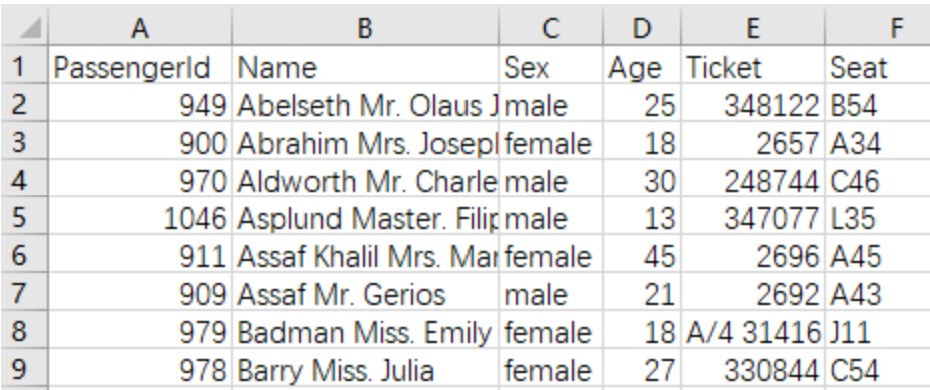 A B C D E F
1 PassengerId Name Sex Age Ticket Seat
2 949 Abelseth Mr. Olaus J male 25 348122 B54
3 900 Abrahim Mrs. Josepl female 18 2657 A34
4 970 Aldworth Mr. Charle male 30 248744 C46
5 1046 Asplund Master. Filip male 13 347077 L35
6 911 Assaf Khalil Mrs. Mar female 45 2696 A45
7 909 Assaf Mr. Gerios male 21 2692 A43
8 979 Badman Miss. Emily female 18 A/4 31416 J11
9 978 Barry Miss. Julia female 27 330844 C54